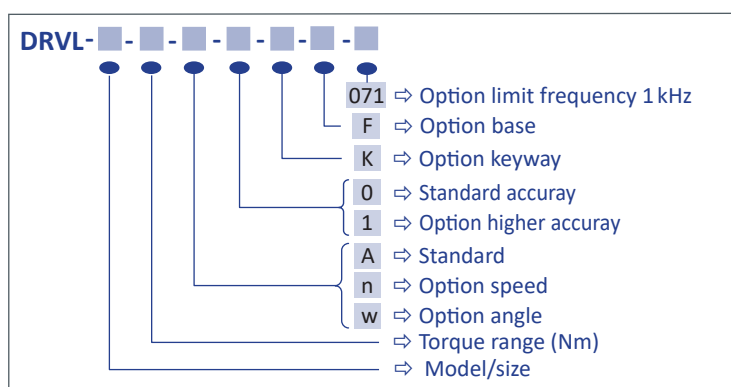 DRVL- - - - - - -
071 ⇨ Option limit frequency 1 kHz
F ⇨ Option base
K ⇨ Option keyway
0 ⇨ Standard accuray
1 ⇨ Option higher accuray
A ⇨ Standard
n ⇨ Option speed
w ⇨ Option angle
⇨ Torque range (Nm)
⇨ Model/size